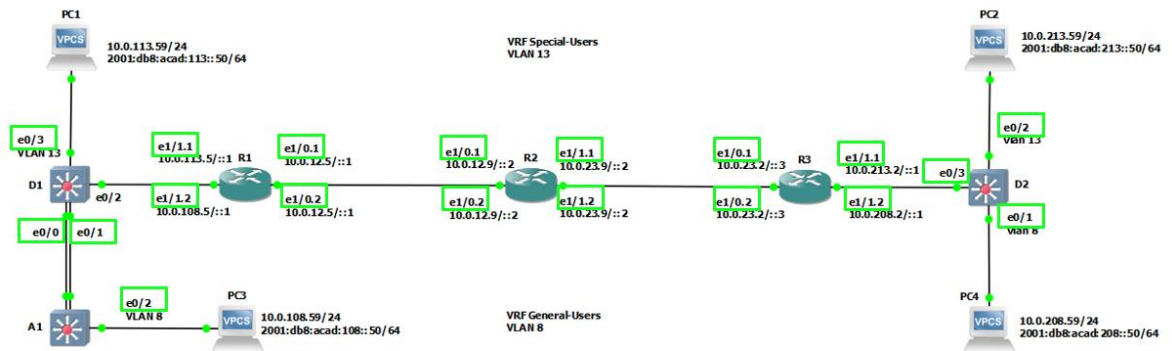 PC1
VPCS
10.0.113.59/24
2001:db8:acad:113::50/64
VRF Special-Users
VLAN 13
PC2
VPCS
10.0.213.59/24
2001:db8:acad:213::50/64
e0/3
VLAN 13
D1
e0/2
e1/1.1
10.0.113.5/::1
R1
e1/0.1
10.0.12.5/::1
e1/1.2
10.0.108.5/::1
e1/0.2
10.0.12.5/::1
e1/0.1
10.0.12.9/::2
R2
e1/1.1
10.0.23.9/::2
e1/0.2
10.0.12.9/::2
e1/1.2
10.0.23.9/::2
e1/0.1
10.0.23.2/::3
R3
e1/1.1
10.0.213.2/::1
e1/0.2
10.0.23.2/::3
e1/1.2
10.0.208.2/::1
e0/2
Vlan 13
e0/3
D2
e0/1
Vlan 8
e0/0
e0/1
A1
e0/2
VLAN 8
PC3
VPCS
10.0.108.59/24
2001:db8:acad:108::50/64
VRF General-Users
VLAN 8
PC4
VPCS
10.0.208.59/24
2001:db8:acad:208::50/64